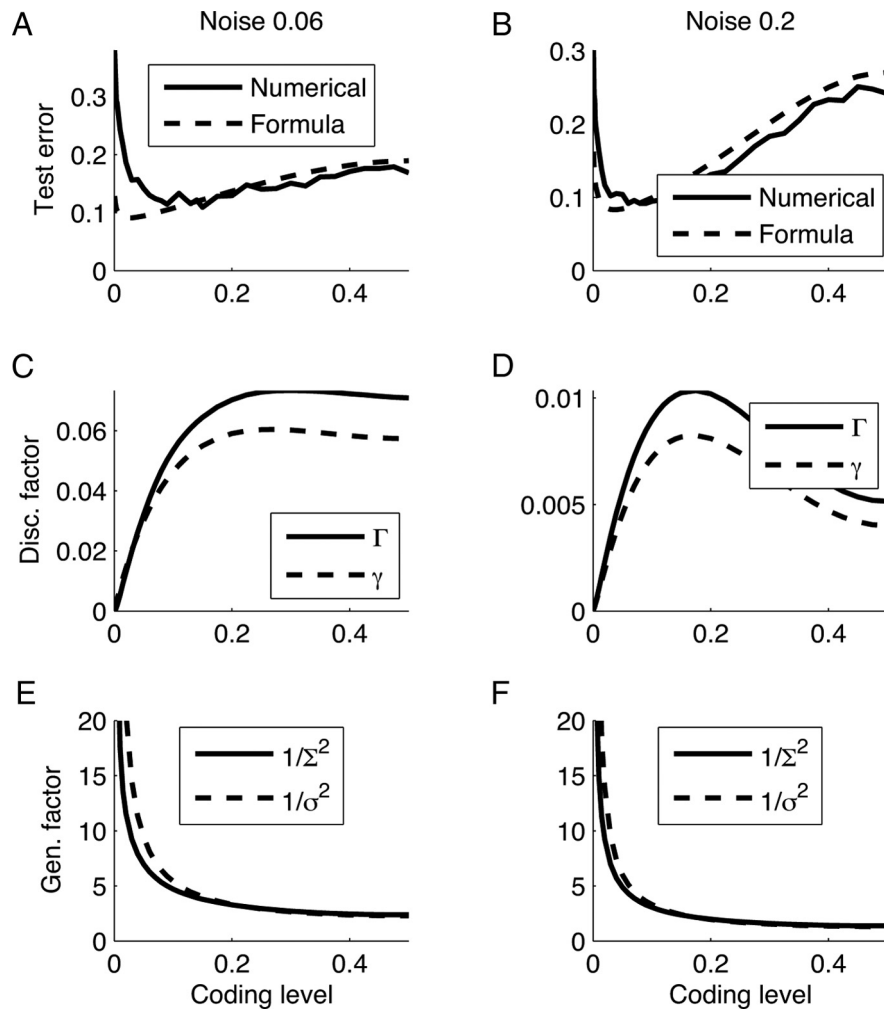 A
Noise 0.06
B
Noise 0.2
Test error
0.3
0.2
0.1
0
Numerical
Formula
0 0.2 0.4
0.3
0.2
0.1
0
Numerical
Formula
0 0.2 0.4
C
D
Disc. factor
0.06
0.04
0.02
0
Γ
γ
0 0.2 0.4
0.01
0.005
0
Γ
γ
0 0.2 0.4
E
F
Gen. factor
20
15
10
5
0
1/Σ²
1/σ²
0 0.2 0.4
Coding level
20
15
10
5
0
1/Σ²
1/σ²
0 0.2 0.4
Coding level